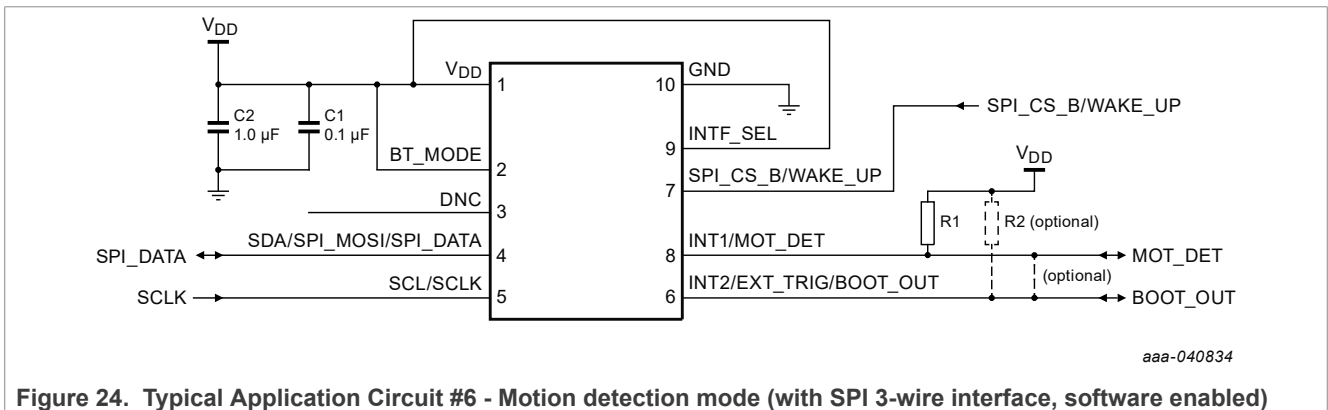 VDD
VDD
1
10
GND
SPI_CS_B/WAKE_UP
C2
1.0 µF
C1
0.1 µF
INTF_SEL
9
VDD
BT_MODE
2
SPI_CS_B/WAKE_UP
7
DNC
3
R1
R2 (optional)
SPI_DATA
SDA/SPI_MOSI/SPI_DATA
4
INT1/MOT_DET
8
MOT_DET
(optional)
SCLK
SCL/SCLK
5
INT2/EXT_TRIG/BOOT_OUT
6
BOOT_OUT
aaa-040834
Figure 24. Typical Application Circuit #6 - Motion detection mode (with SPI 3-wire interface, software enabled)